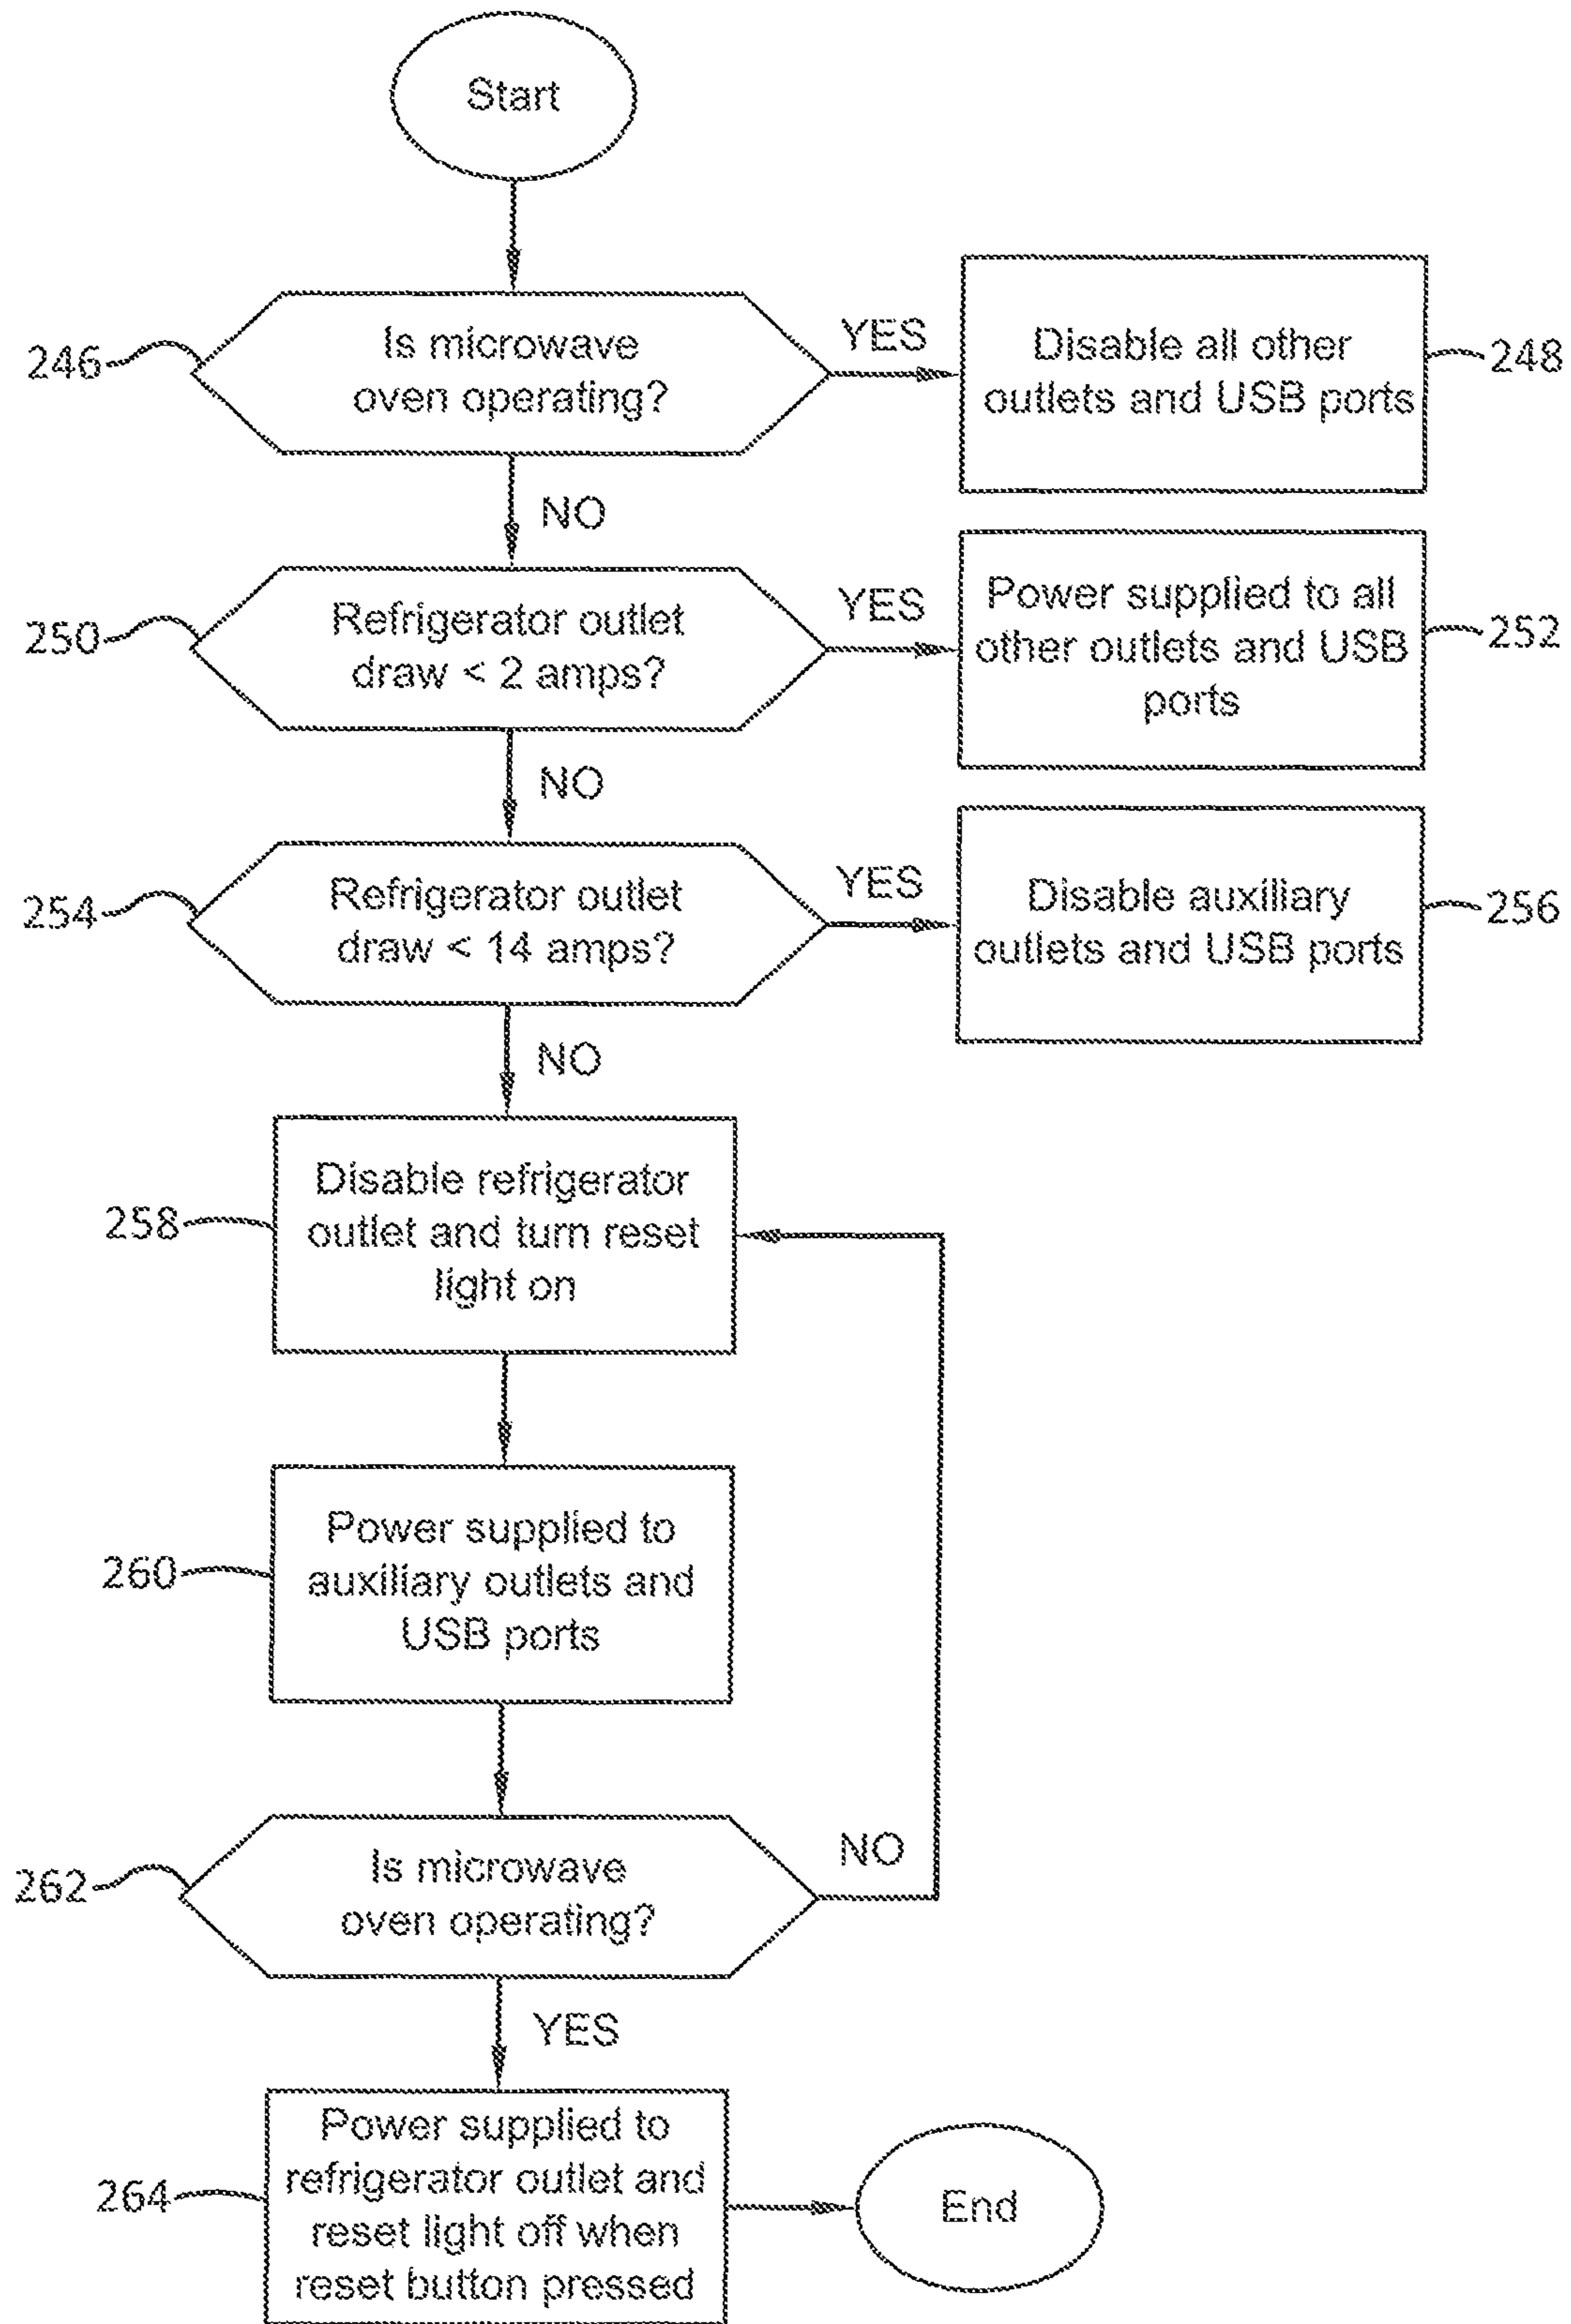 Start
246
Is microwave
oven operating?
YES
Disable all other
outlets and USB ports
248
NO
250
Refrigerator outlet
draw < 2 amps?
YES
Power supplied to all
other outlets and USB
ports
252
NO
254
Refrigerator outlet
draw < 14 amps?
YES
Disable auxiliary
outlets and USB ports
256
NO
258
Disable refrigerator
outlet and turn reset
light on
260
Power supplied to
auxiliary outlets and
USB ports
262
Is microwave
oven operating?
NO
YES
264
Power supplied to
refrigerator outlet and
reset light off when
reset button pressed
End